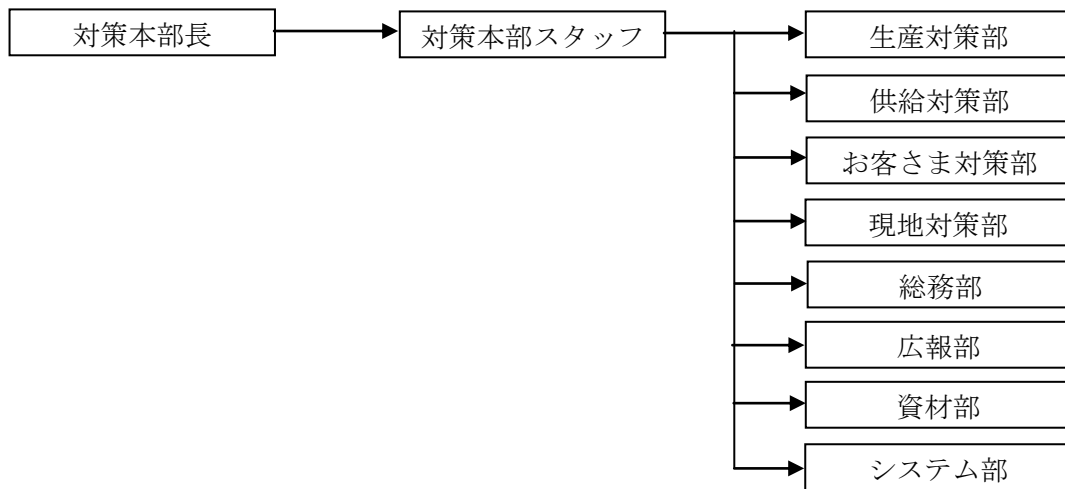 対策本部長
対策本部スタッフ
生産対策部
供給対策部
お客さま対策部
現地対策部
総務部
広報部
資材部
システム部